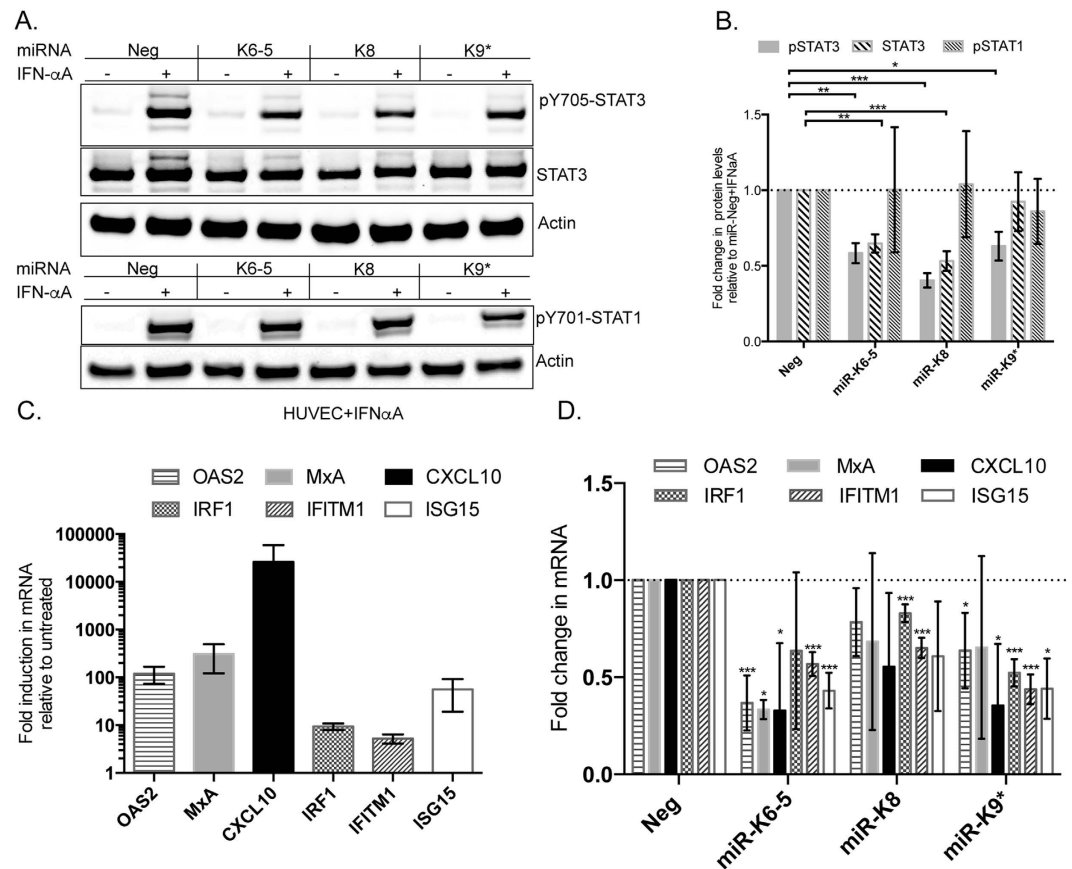 A.
miRNA Neg K6-5 K8 K9*
IFN-αA - + - + - + - +
pY705-STAT3
STAT3
Actin
miRNA Neg K6-5 K8 K9*
IFN-αA - + - + - + - +
pY701-STAT1
Actin
B.
pSTAT3 STAT3 pSTAT1
*
***
**
***
**
Fold change in protein levels
relative to miR-Neg+IFNaA
1.5
1.0
0.5
0.0
Neg miR-K6-5 miR-K8 miR-K9*
C.
HUVEC+IFNαA
OAS2 MxA CXCL10
IRF1 IFITM1 ISG15
Fold induction in mRNA
relative to untreated
100000
10000
1000
100
10
1
OAS2 MxA CXCL10 IRF1 IFITM1 ISG15
D.
OAS2 MxA CXCL10
IRF1 IFITM1 ISG15
Fold change in mRNA
1.5
1.0
0.5
0.0
*** * * *** ***
*** ***
* * *** *** *
Neg miR-K6-5 miR-K8 miR-K9*